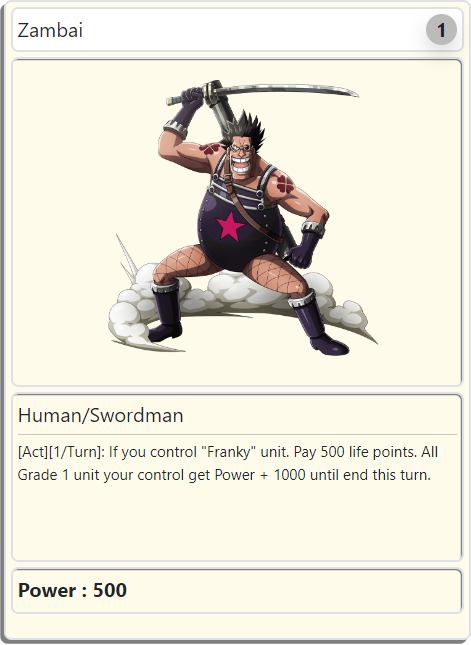 Zambai
1
Human/Swordman
[Act][1/Turn]: If you control "Franky" unit. Pay 500 life points. All
Grade 1 unit your control get Power + 1000 until end this turn.
Power : 500